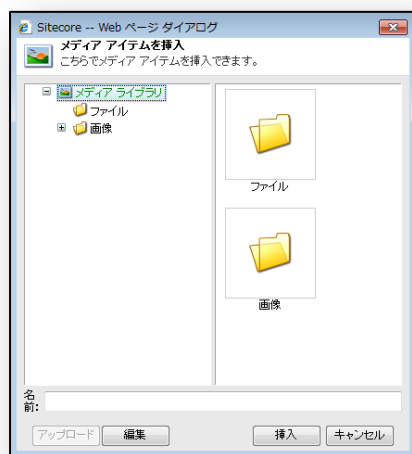 Sitecore -- Web ページ ダイアログ
メディア アイテムを挿入
こちらでメディア アイテムを挿入できます。
メディア ライブラリ
ファイル
画像
ファイル
画像
名
前:
アップロード
編集
挿入
キャンセル